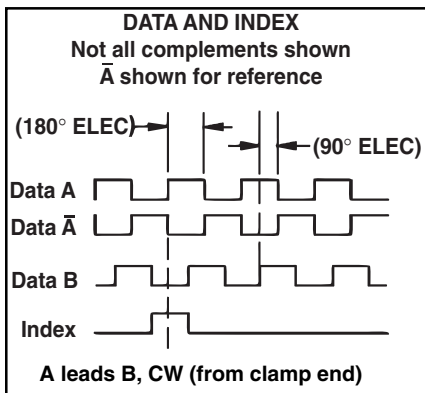 DATA AND INDEX
Not all complements shown
A̅ shown for reference
(180° ELEC)
(90° ELEC)
Data A
Data A̅
Data B
Index
A leads B, CW (from clamp end)